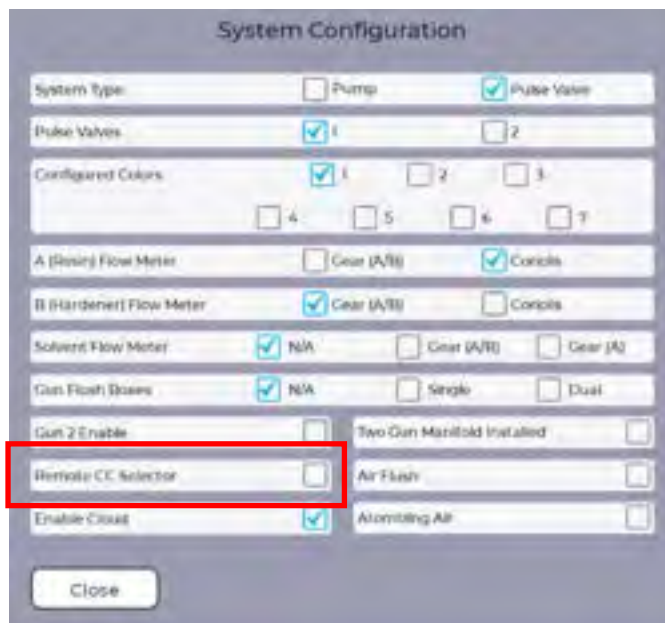 System Configuration
System Type Pump Pulse Valve
Pulse Valves 1 2
Configured Colors 1 2 3
4 5 6 7
A (Resin) Flow Meter Gear (A/B) Coriolis
B (Hardener) Flow Meter Gear (A/B) Coriolis
Solvent Flow Meter N/A Gear (A/B) Gear (A)
Gun Flush Boxes N/A Single Dual
Gun 2 Enable Two Gun Manifold Installed
Remote CC Selector Air Flush
Enable Cloud Atomizing Air
Close